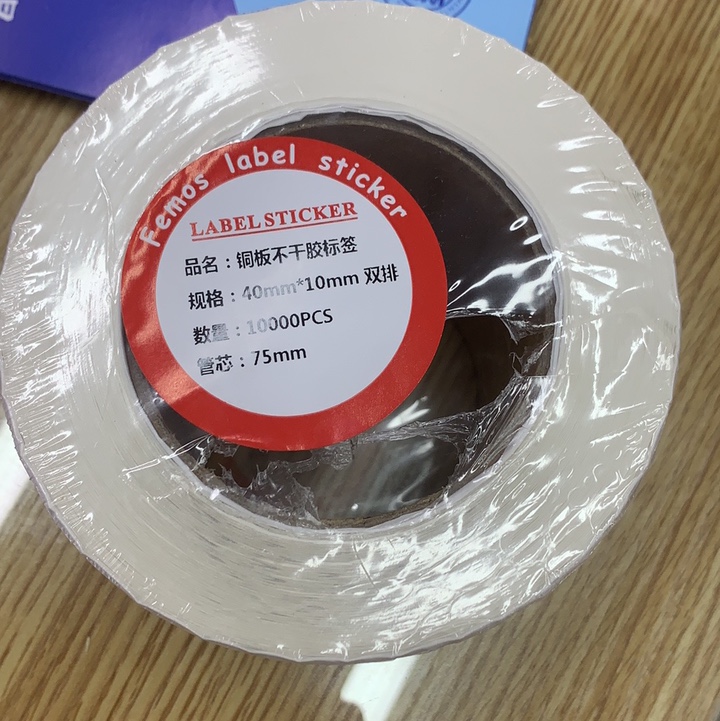 Femos label sticker
LABEL STICKER
品名：铜板不干胶标签
规格：40mm*10mm 双排
数量：10000PCS
管芯：75mm